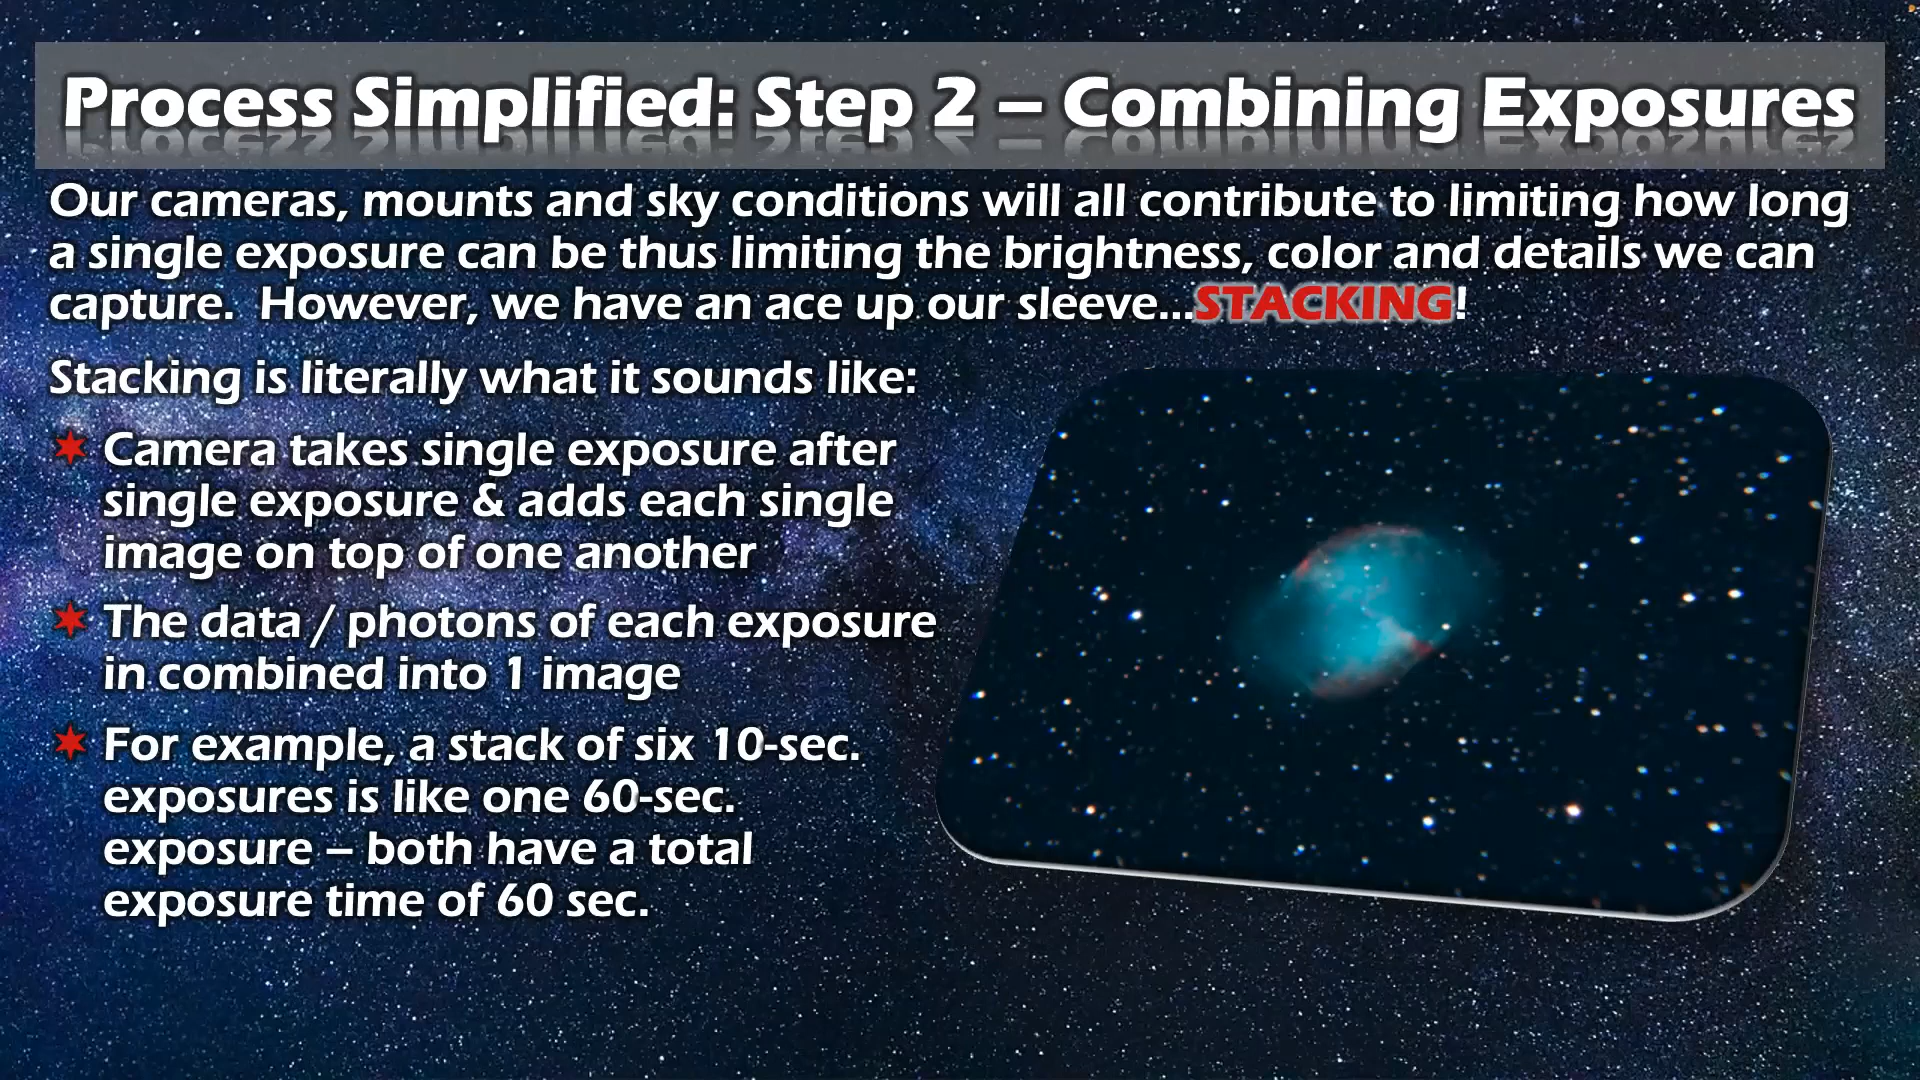 Process Simplified: Step 2 – Combining Exposures
Our cameras, mounts and sky conditions will all contribute to limiting how long
a single exposure can be thus limiting the brightness, color and details we can
capture.  However, we have an ace up our sleeve...STACKING!
Stacking is literally what it sounds like:
Camera takes single exposure after
single exposure & adds each single
image on top of one another
The data / photons of each exposure
in combined into 1 image
For example, a stack of six 10-sec.
exposures is like one 60-sec.
exposure – both have a total
exposure time of 60 sec.